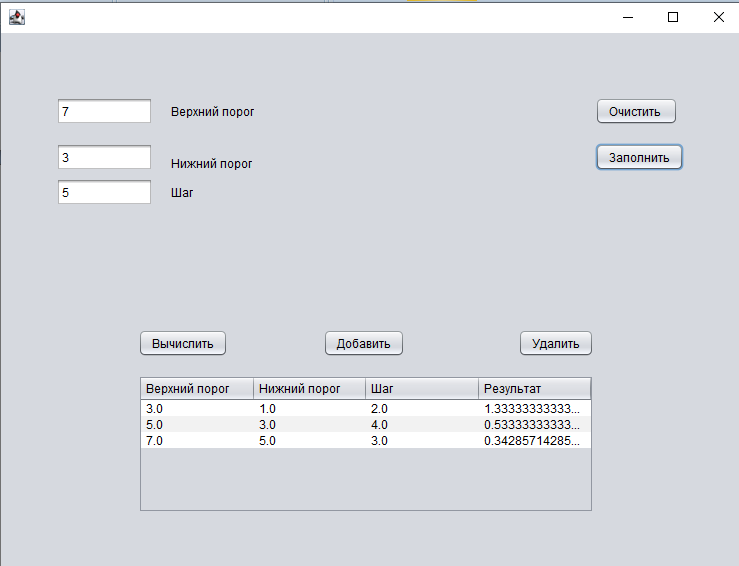 7 Верхний порог Очистить
3 Нижний порог Заполнить
5 Шаг
Вычислить Добавить Удалить
Верхний порог Нижний порог Шаг Результат
3.0 1.0 2.0 1.33333333333...
5.0 3.0 4.0 0.53333333333...
7.0 5.0 3.0 0.34285714285...